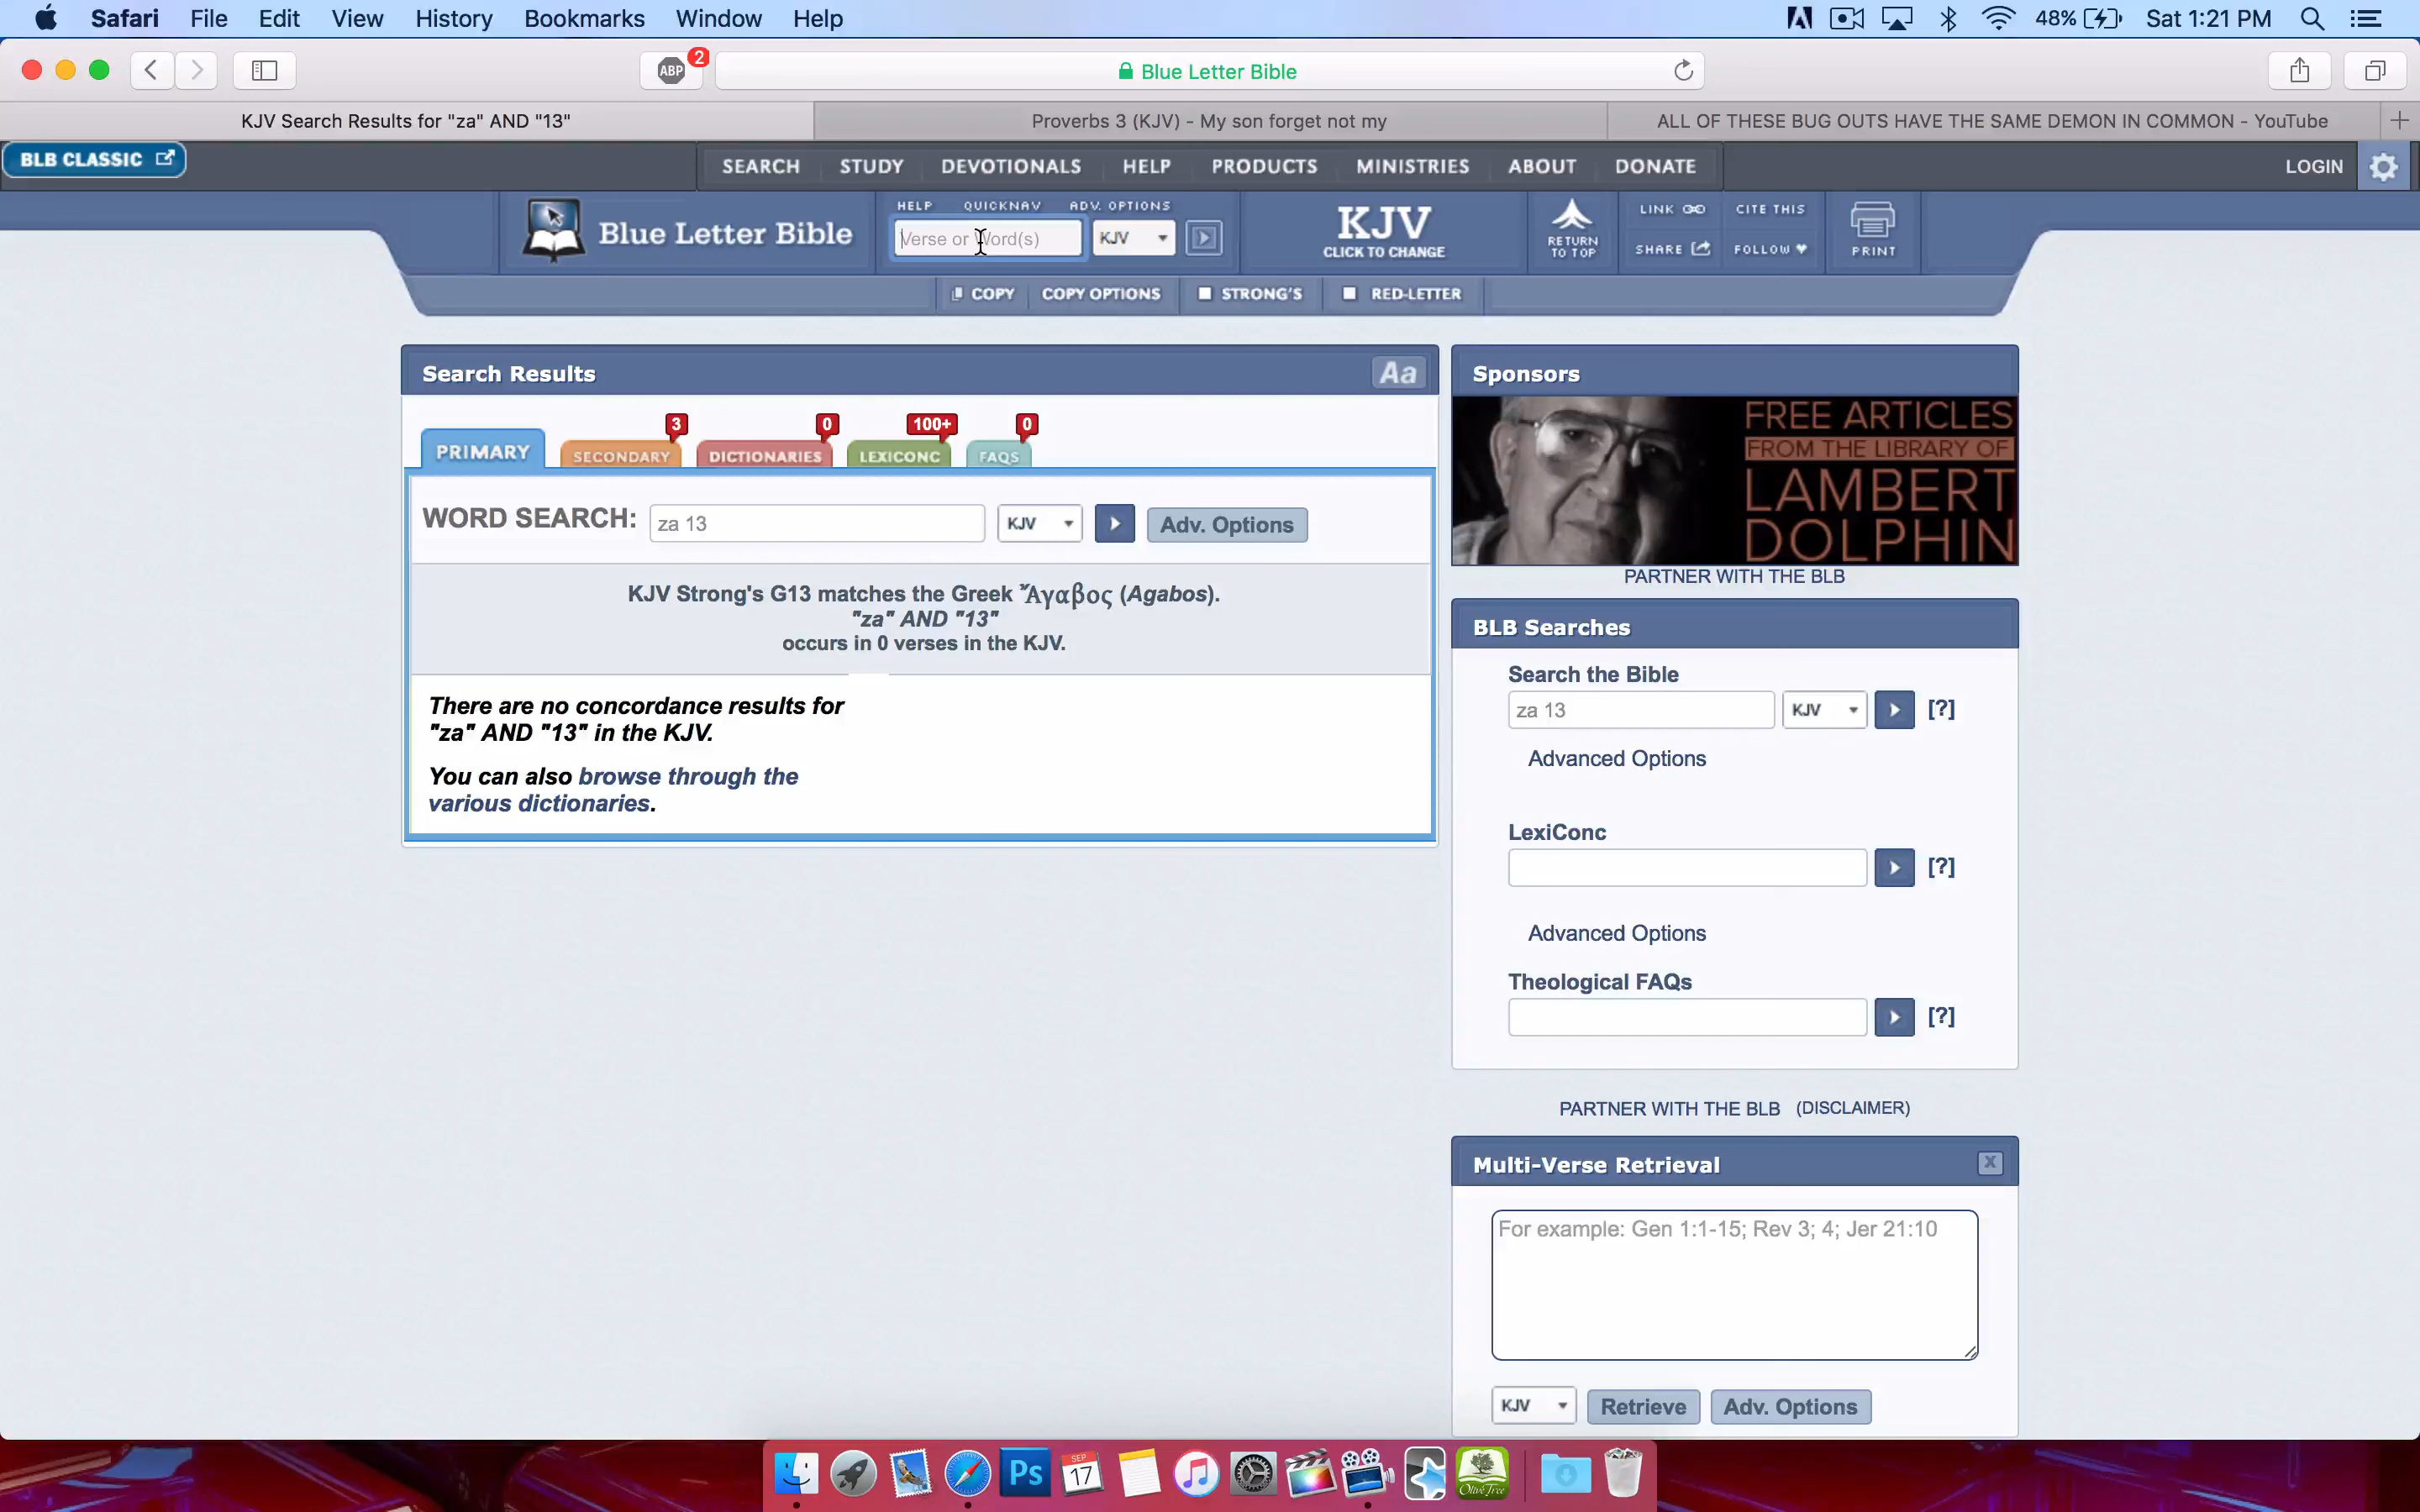 Safari File Edit View History Bookmarks Window Help 48% Sat 1:21 PM
ABP 2 Blue Letter Bible
KJV Search Results for "za" AND "13" Proverbs 3 (KJV) - My son forget not my ALL OF THESE BUG OUTS HAVE THE SAME DEMON IN COMMON - YouTube
BLB CLASSIC SEARCH STUDY DEVOTIONALS HELP PRODUCTS MINISTRIES ABOUT DONATE LOGIN
HELP QUICKNAV ADV. OPTIONS
Blue Letter Bible Verse or Word(s) KJV
KJV
CLICK TO CHANGE
RETURN
TO TOP
LINK CITE THIS
SHARE FOLLOW
PRINT
COPY COPY OPTIONS STRONG'S RED-LETTER
Search Results Aa
3 0 100+ 0
PRIMARY SECONDARY DICTIONARIES LEXICONC FAQS
WORD SEARCH: za 13 KJV Adv. Options
KJV Strong's G13 matches the Greek Ἄγαβος (Agabos).
"za" AND "13"
occurs in 0 verses in the KJV.
There are no concordance results for
"za" AND "13" in the KJV.
You can also browse through the
various dictionaries.
Sponsors
FREE ARTICLES
FROM THE LIBRARY OF
LAMBERT
DOLPHIN
PARTNER WITH THE BLB
BLB Searches
Search the Bible
za 13 KJV [?]
Advanced Options
LexiConc
[?]
Advanced Options
Theological FAQs
[?]
PARTNER WITH THE BLB (DISCLAIMER)
Multi-Verse Retrieval X
For example: Gen 1:1-15; Rev 3; 4; Jer 21:10
KJV Retrieve Adv. Options
Ps SEP 17 OliveTree